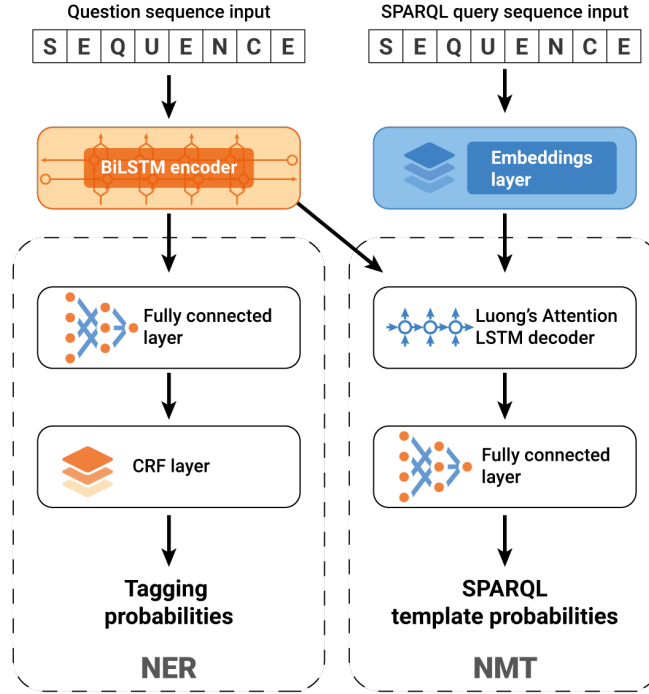 Question sequence input
S E Q U E N C E
BiLSTM encoder
Fully connected
layer
CRF layer
Tagging
probabilities
NER
SPARQL query sequence input
S E Q U E N C E
Embeddings
layer
Luong's Attention
LSTM decoder
Fully connected
layer
SPARQL
template probabilities
NMT